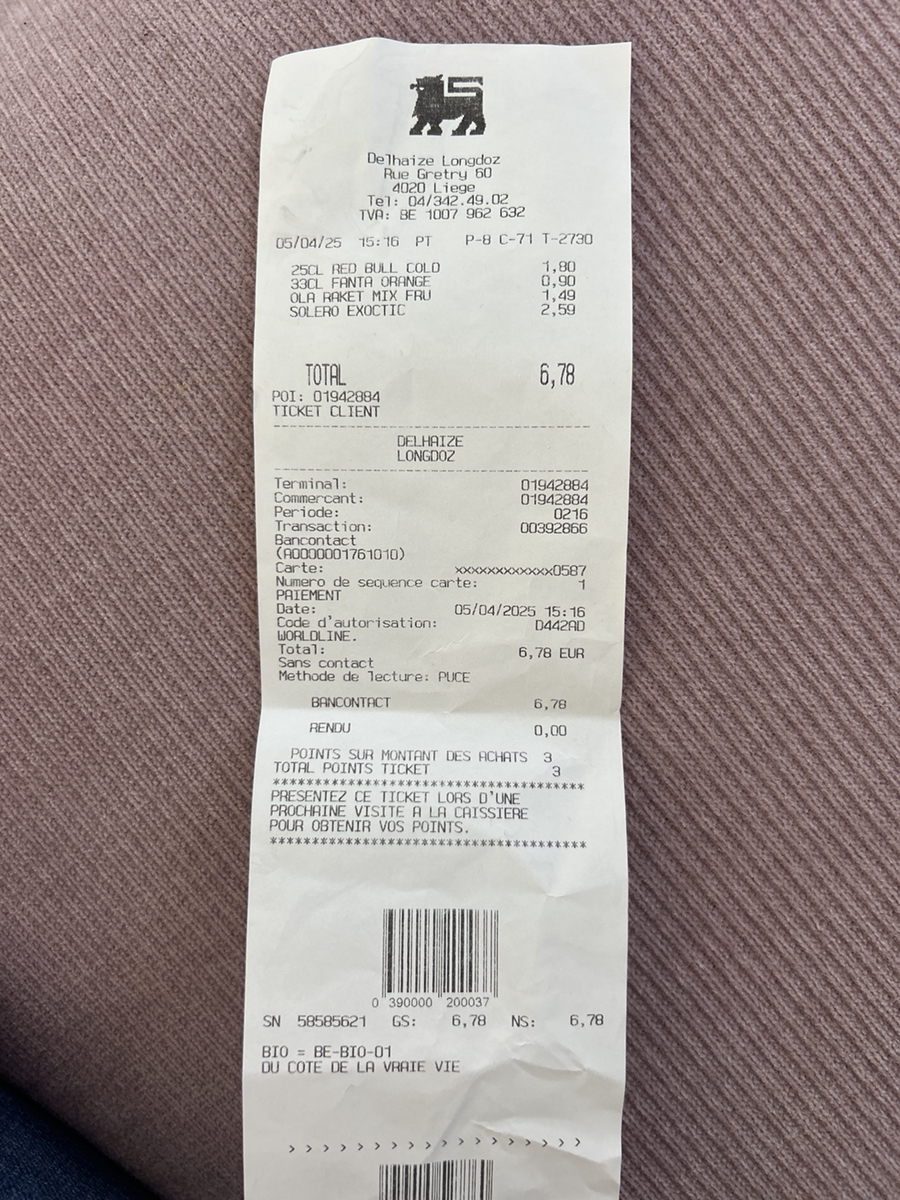 Delhaize Longdoz
Rue Gretry 60
4020 Liege
Tel: 04/342.49.02
TVA: BE 1007 962 632
05/04/25 15:16 PT P-8 C-71 T-2730
25CL RED BULL COLD 1,80
33CL FANTA ORANGE 0,90
OLA RAKET MIX FRU 1,49
SOLERO EXOCTIC 2,59
TOTAL 6,78
POI: 01942884
TICKET CLIENT
DELHAIZE
LONGDOZ
Terminal: 01942884
Commercant: 01942884
Periode: 0216
Transaction: 00392866
Bancontact
(A0000001761010)
Carte: xxxxxxxxxxxxx0587
Numero de sequence carte: 1
PAIEMENT
Date: 05/04/2025 15:16
Code d'autorisation: D442AD
WORLDLINE.
Total: 6,78 EUR
Sans contact
Methode de lecture: PUCE
BANCONTACT 6,78
RENDU 0,00
POINTS SUR MONTANT DES ACHATS 3
TOTAL POINTS TICKET 3
*************************************
PRESENTEZ CE TICKET LORS D'UNE
PROCHAINE VISITE A LA CAISSIERE
POUR OBTENIR VOS POINTS.
*************************************
0 390000 200037
SN 58585621 GS: 6,78 NS: 6,78
BIO = BE-BIO-01
DU COTE DE LA VRAIE VIE
> > > > > > > > > > > > > > > > > >